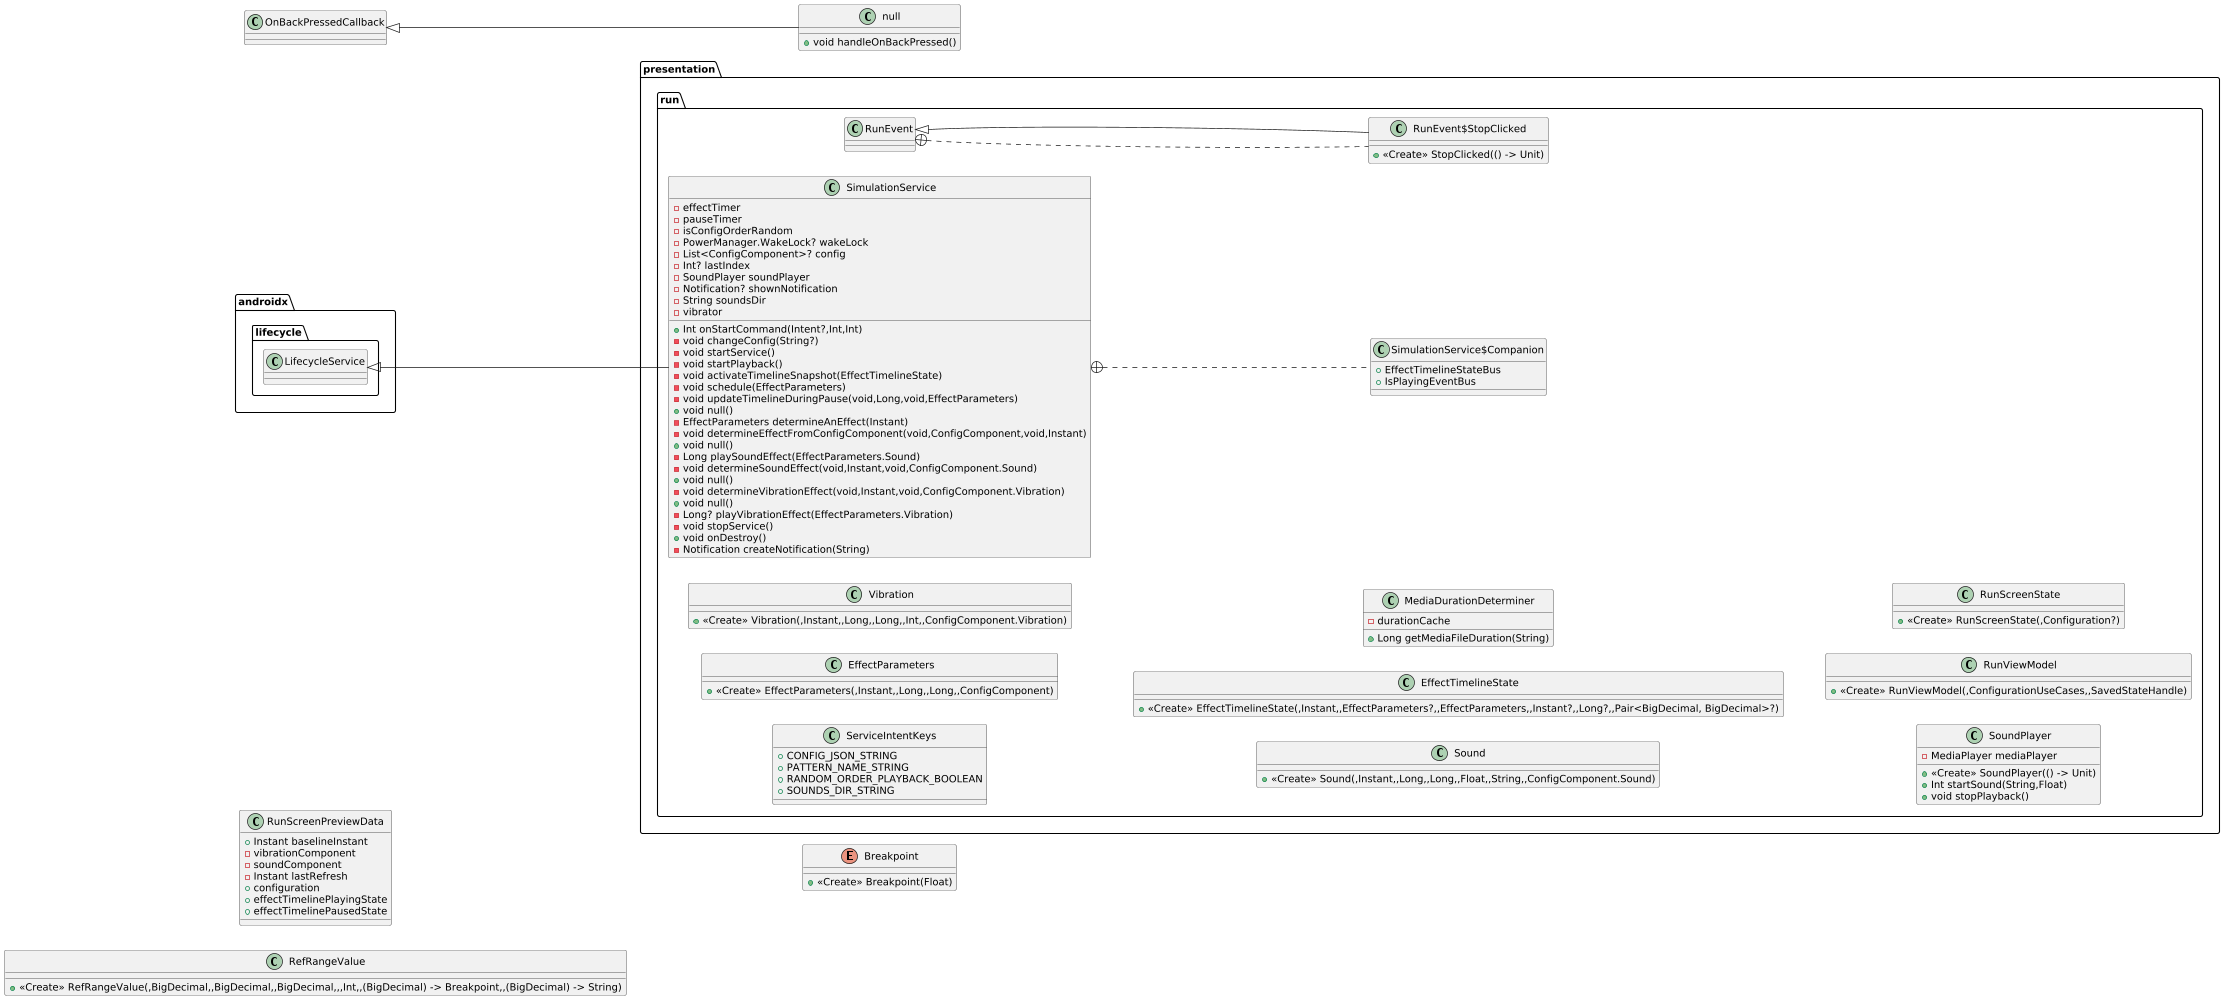 OnBackPressedCallback
null
void handleOnBackPressed()
presentation
run
RunEvent
RunEvent$StopClicked
«Create» StopClicked(() -> Unit)
SimulationService
effectTimer
pauseTimer
isConfigOrderRandom
PowerManager.WakeLock? wakeLock
List<ConfigComponent>? config
Int? lastIndex
SoundPlayer soundPlayer
Notification? shownNotification
String soundsDir
vibrator
Int onStartCommand(Intent?,Int,Int)
void changeConfig(String?)
void startService()
void startPlayback()
void activateTimelineSnapshot(EffectTimelineState)
void schedule(EffectParameters)
void updateTimelineDuringPause(void,Long,void,EffectParameters)
void null()
EffectParameters determineAnEffect(Instant)
void determineEffectFromConfigComponent(void,ConfigComponent,void,Instant)
void null()
Long playSoundEffect(EffectParameters.Sound)
void determineSoundEffect(void,Instant,void,ConfigComponent.Sound)
void null()
void determineVibrationEffect(void,Instant,void,ConfigComponent.Vibration)
void null()
Long? playVibrationEffect(EffectParameters.Vibration)
void stopService()
void onDestroy()
Notification createNotification(String)
androidx
lifecycle
LifecycleService
SimulationService$Companion
EffectTimelineStateBus
IsPlayingEventBus
Vibration
«Create» Vibration(,Instant,,Long,,Long,,Int,,ConfigComponent.Vibration)
MediaDurationDeterminer
durationCache
Long getMediaFileDuration(String)
RunScreenState
«Create» RunScreenState(,Configuration?)
EffectParameters
«Create» EffectParameters(,Instant,,Long,,Long,,ConfigComponent)
EffectTimelineState
«Create» EffectTimelineState(,Instant,,EffectParameters?,,EffectParameters,,Instant?,,Long?,,Pair<BigDecimal, BigDecimal>?)
RunViewModel
«Create» RunViewModel(,ConfigurationUseCases,,SavedStateHandle)
ServiceIntentKeys
CONFIG_JSON_STRING
PATTERN_NAME_STRING
RANDOM_ORDER_PLAYBACK_BOOLEAN
SOUNDS_DIR_STRING
Sound
«Create» Sound(,Instant,,Long,,Long,,Float,,String,,ConfigComponent.Sound)
SoundPlayer
MediaPlayer mediaPlayer
«Create» SoundPlayer(() -> Unit)
Int startSound(String,Float)
void stopPlayback()
RunScreenPreviewData
Instant baselineInstant
vibrationComponent
soundComponent
Instant lastRefresh
configuration
effectTimelinePlayingState
effectTimelinePausedState
Breakpoint
«Create» Breakpoint(Float)
RefRangeValue
«Create» RefRangeValue(,BigDecimal,,BigDecimal,,BigDecimal,,,Int,,(BigDecimal) -> Breakpoint,,(BigDecimal) -> String)